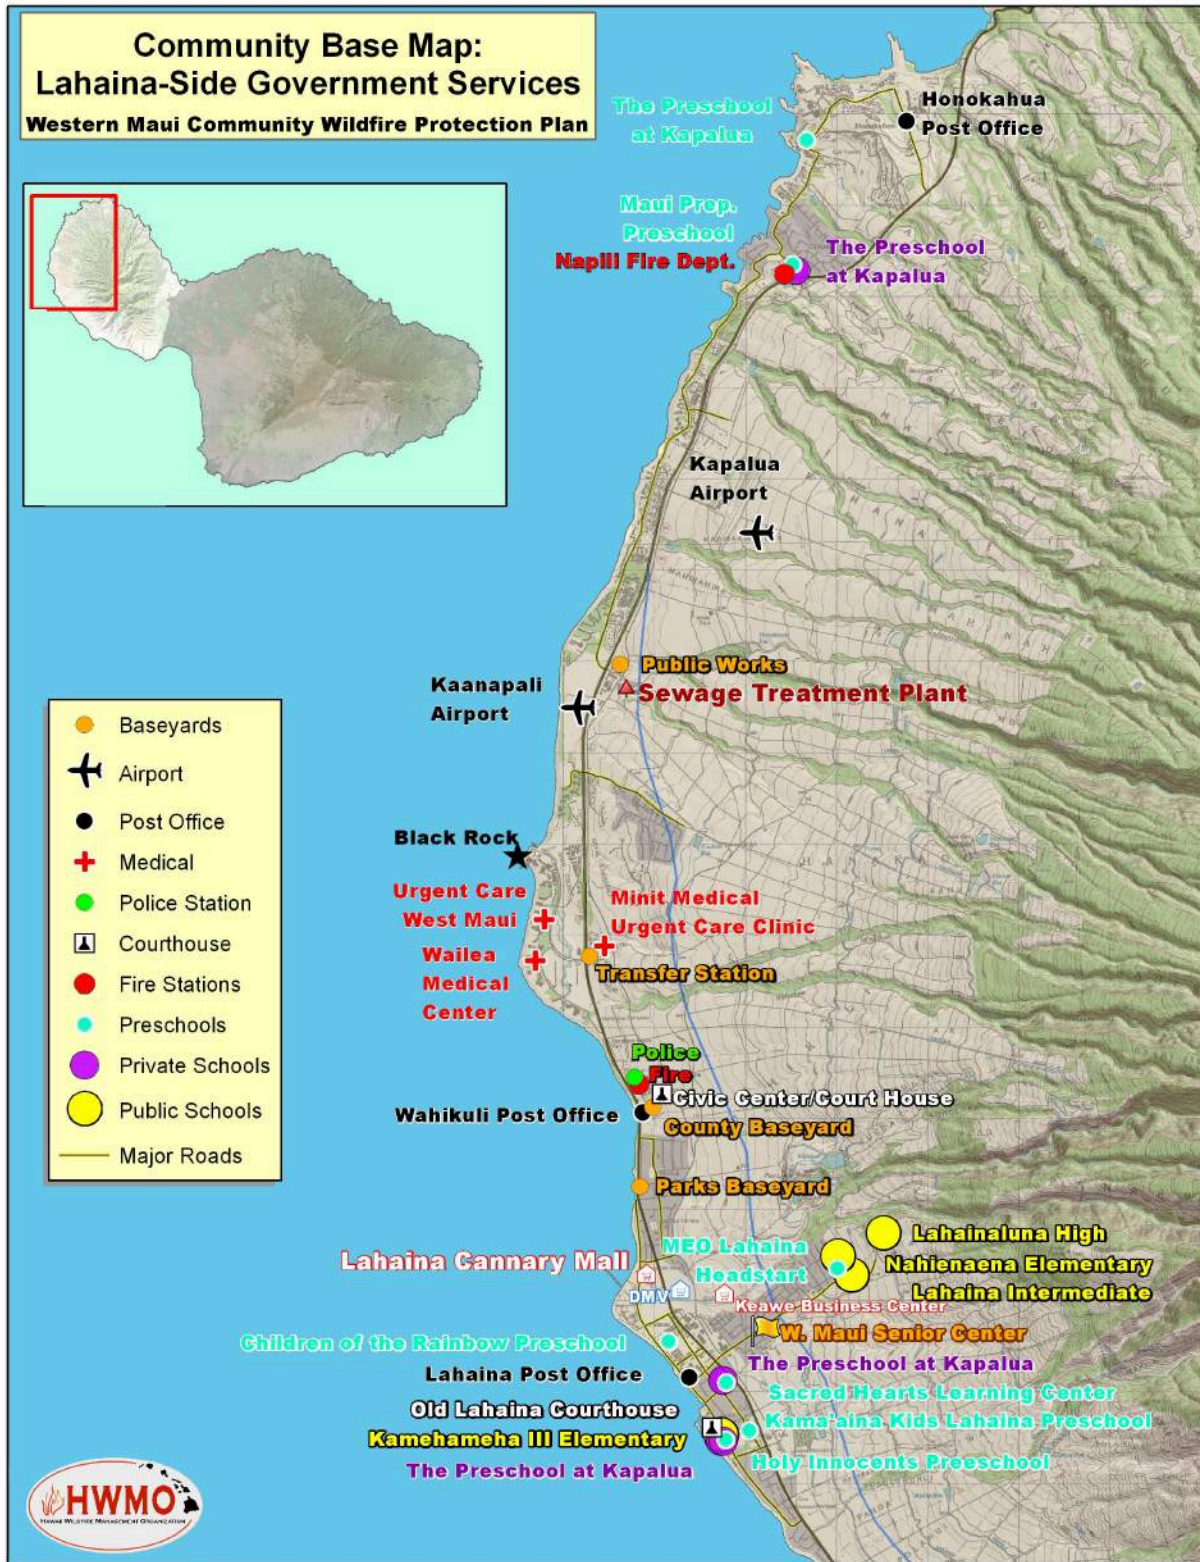 Community Base Map:
Lahaina-Side Government Services
Western Maui Community Wildfire Protection Plan
The Preschool
at Kapalua
Honokahua
Post Office
Maui Prep.
Preschool
Napili Fire Dept.
The Preschool
at Kapalua
Kapalua
Airport
Public Works
Sewage Treatment Plant
Kaanapali
Airport
Baseyards
Airport
Post Office
Medical
Police Station
Courthouse
Fire Stations
Preschools
Private Schools
Public Schools
Major Roads
Black Rock
Urgent Care
West Maui
Minit Medical
Urgent Care Clinic
Wailea
Medical
Center
Transfer Station
Police
Fire
Civic Center/Court House
Wahikuli Post Office
County Baseyard
Parks Baseyard
Lahainaluna High
MEO Lahaina
Headstart
Nahienaena Elementary
Lahaina Intermediate
Lahaina Cannary Mall
DMV
Keawe Business Center
W. Maui Senior Center
Children of the Rainbow Preschool
The Preschool at Kapalua
Lahaina Post Office
Sacred Hearts Learning Center
Old Lahaina Courthouse
Kama'aina Kids Lahaina Preschool
Kamehameha III Elementary
Holy Innocents Preeschool
The Preschool at Kapalua
HWMO
HAWAII WILDFIRE MANAGEMENT ORGANIZATION